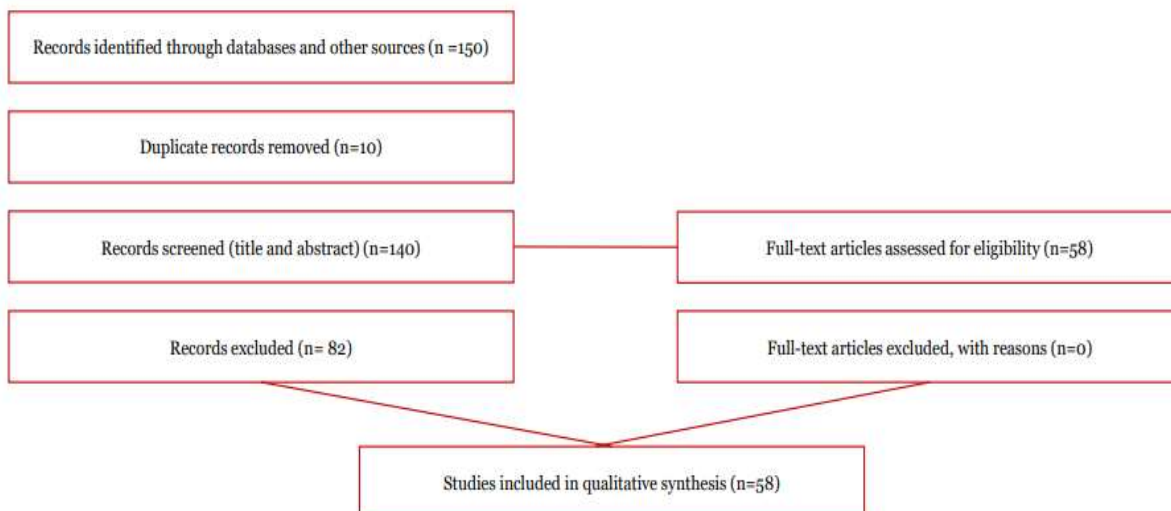 Records identified through databases and other sources (n =150)
Duplicate records removed (n=10)
Records screened (title and abstract) (n=140)
Full-text articles assessed for eligibility (n=58)
Records excluded (n= 82)
Full-text articles excluded, with reasons (n=0)
Studies included in qualitative synthesis (n=58)